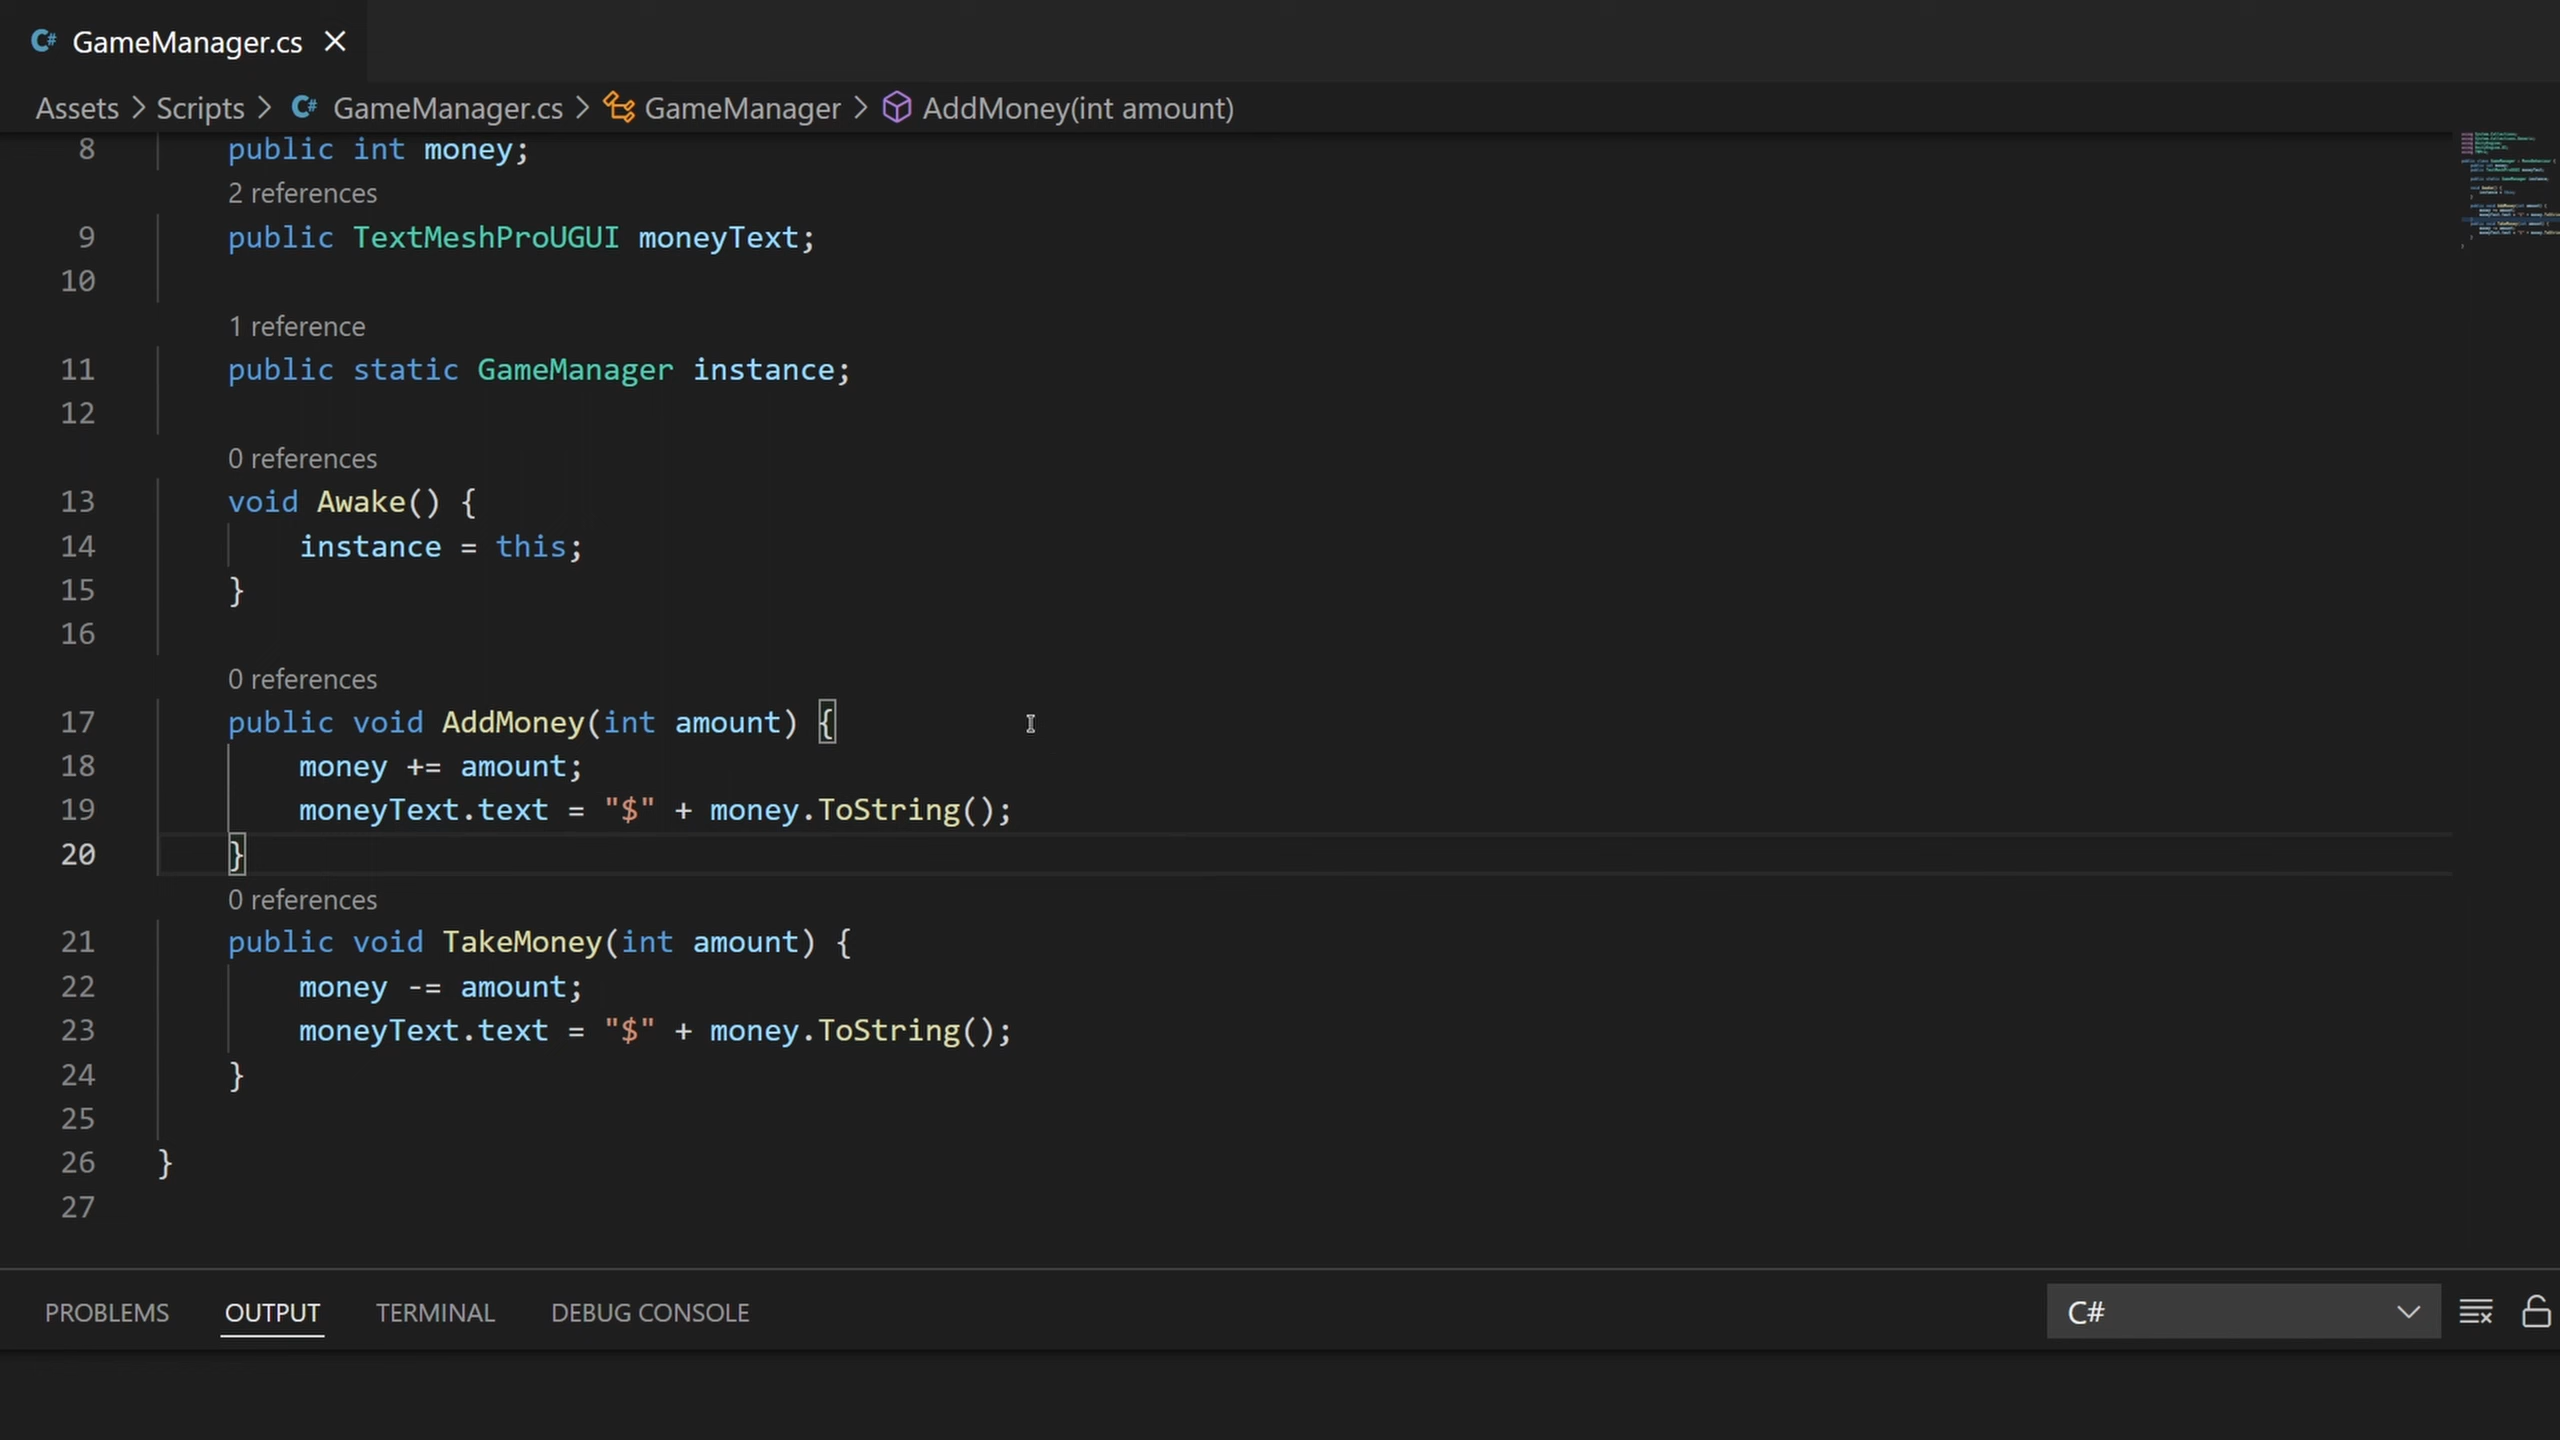 GameManager.cs
Assets > Scripts > GameManager.cs > GameManager > AddMoney(int amount)
8 public int money;
2 references
9 public TextMeshProUGUI moneyText;
10
1 reference
11 public static GameManager instance;
12
0 references
13 void Awake() {
14 instance = this;
15 }
16
0 references
17 public void AddMoney(int amount) {
18 money += amount;
19 moneyText.text = "$" + money.ToString();
20 }
0 references
21 public void TakeMoney(int amount) {
22 money -= amount;
23 moneyText.text = "$" + money.ToString();
24 }
25
26 }
27
PROBLEMS OUTPUT TERMINAL DEBUG CONSOLE C#